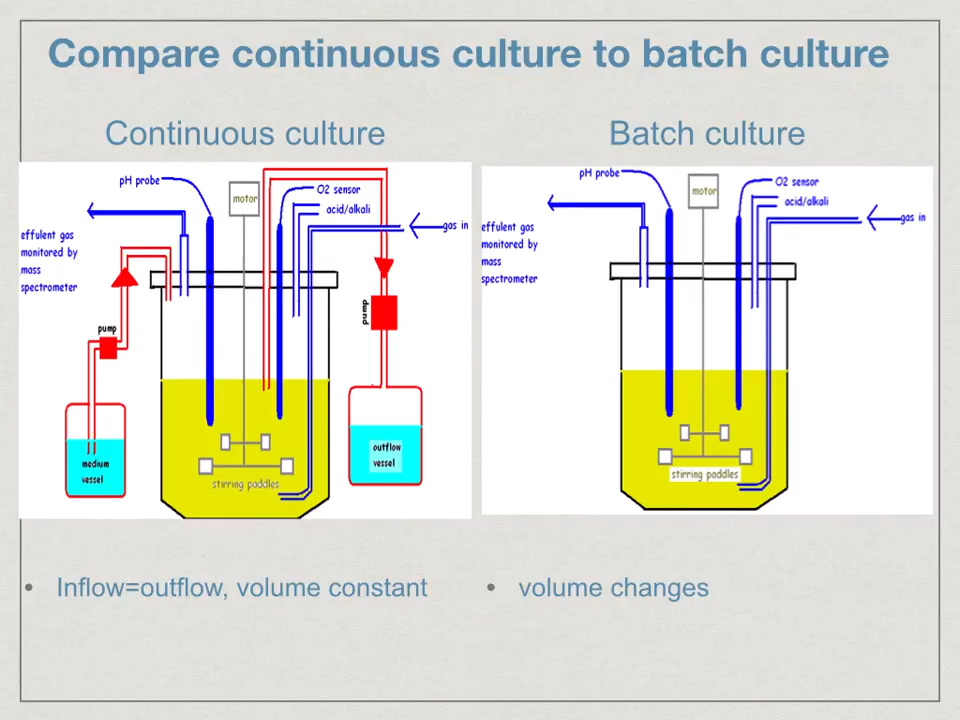 Compare continuous culture to batch culture
Continuous culture
pH probe
motor
O2 sensor
acid/alkali
gas in
effulent gas
monitored by
mass
spectrometer
pump
pump
medium
vessel
outflow
vessel
stirring paddles
• Inflow=outflow, volume constant
Batch culture
pH probe
motor
O2 sensor
acid/alkali
gas in
effulent gas
monitored by
mass
spectrometer
stirring paddles
• volume changes